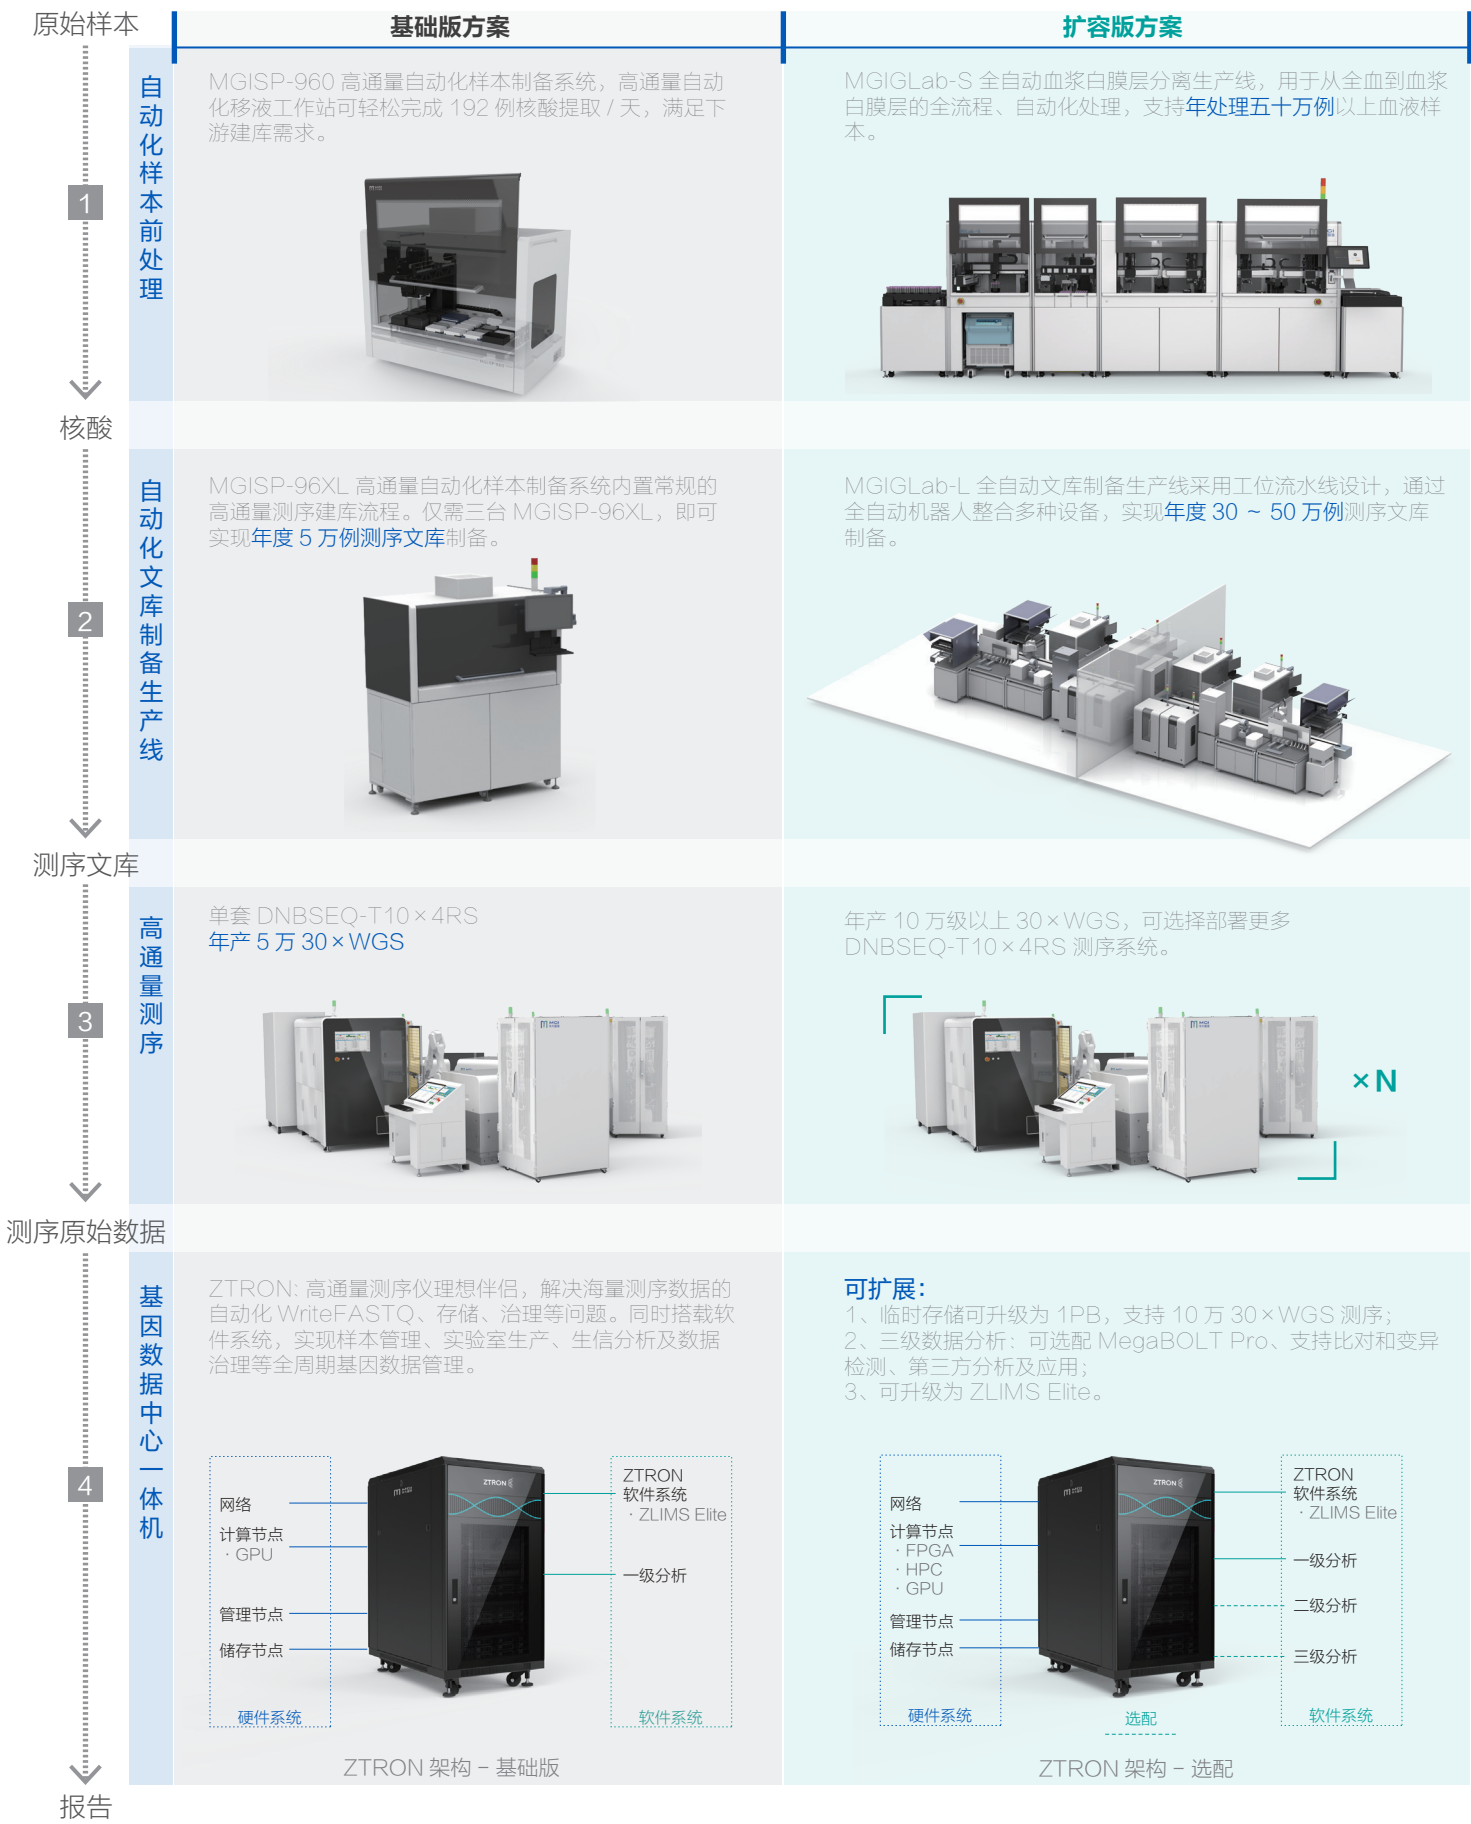 原始样本
基础版方案
扩容版方案
自动化样本前处理
1
MGISP-960 高通量自动化样本制备系统，高通量自动
化移液工作站可轻松完成 192 例核酸提取 / 天，满足下
游建库需求。
MGIGLab-S 全自动血浆白膜层分离生产线，用于从全血到血浆
白膜层的全流程、自动化处理，支持年处理五十万例以上血液样
本。
核酸
自动化文库制备生产线
2
MGISP-96XL 高通量自动化样本制备系统内置常规的
高通量测序建库流程。仅需三台 MGISP-96XL，即可
实现年度 5 万例测序文库制备。
MGIGLab-L 全自动文库制备生产线采用工位流水线设计，通过
全自动机器人整合多种设备，实现年度 30 ~ 50 万例测序文库
制备。
测序文库
高通量测序
3
单套 DNBSEQ-T10×4RS
年产 5 万 30×WGS
MGI
年产 10 万级以上 30×WGS，可选择部署更多
DNBSEQ-T10×4RS 测序系统。
MGI
×N
测序原始数据
基因数据中心一体机
4
ZTRON: 高通量测序仪理想伴侣，解决海量测序数据的
自动化 WriteFASTQ、存储、治理等问题。同时搭载软
件系统，实现样本管理、实验室生产、生信分析及数据
治理等全周期基因数据管理。
可扩展：
1、临时存储可升级为 1PB，支持 10 万 30×WGS 测序；
2、三级数据分析：可选配 MegaBOLT Pro、支持比对和变异
检测、第三方分析及应用；
3、可升级为 ZLIMS Elite。
网络
计算节点
· GPU
管理节点
储存节点
硬件系统
ZTRON
ZTRON
软件系统
· ZLIMS Elite
一级分析
软件系统
ZTRON 架构 – 基础版
网络
计算节点
· FPGA
· HPC
· GPU
管理节点
储存节点
硬件系统
ZTRON
选配
ZTRON
软件系统
· ZLIMS Elite
一级分析
二级分析
三级分析
软件系统
ZTRON 架构 – 选配
报告